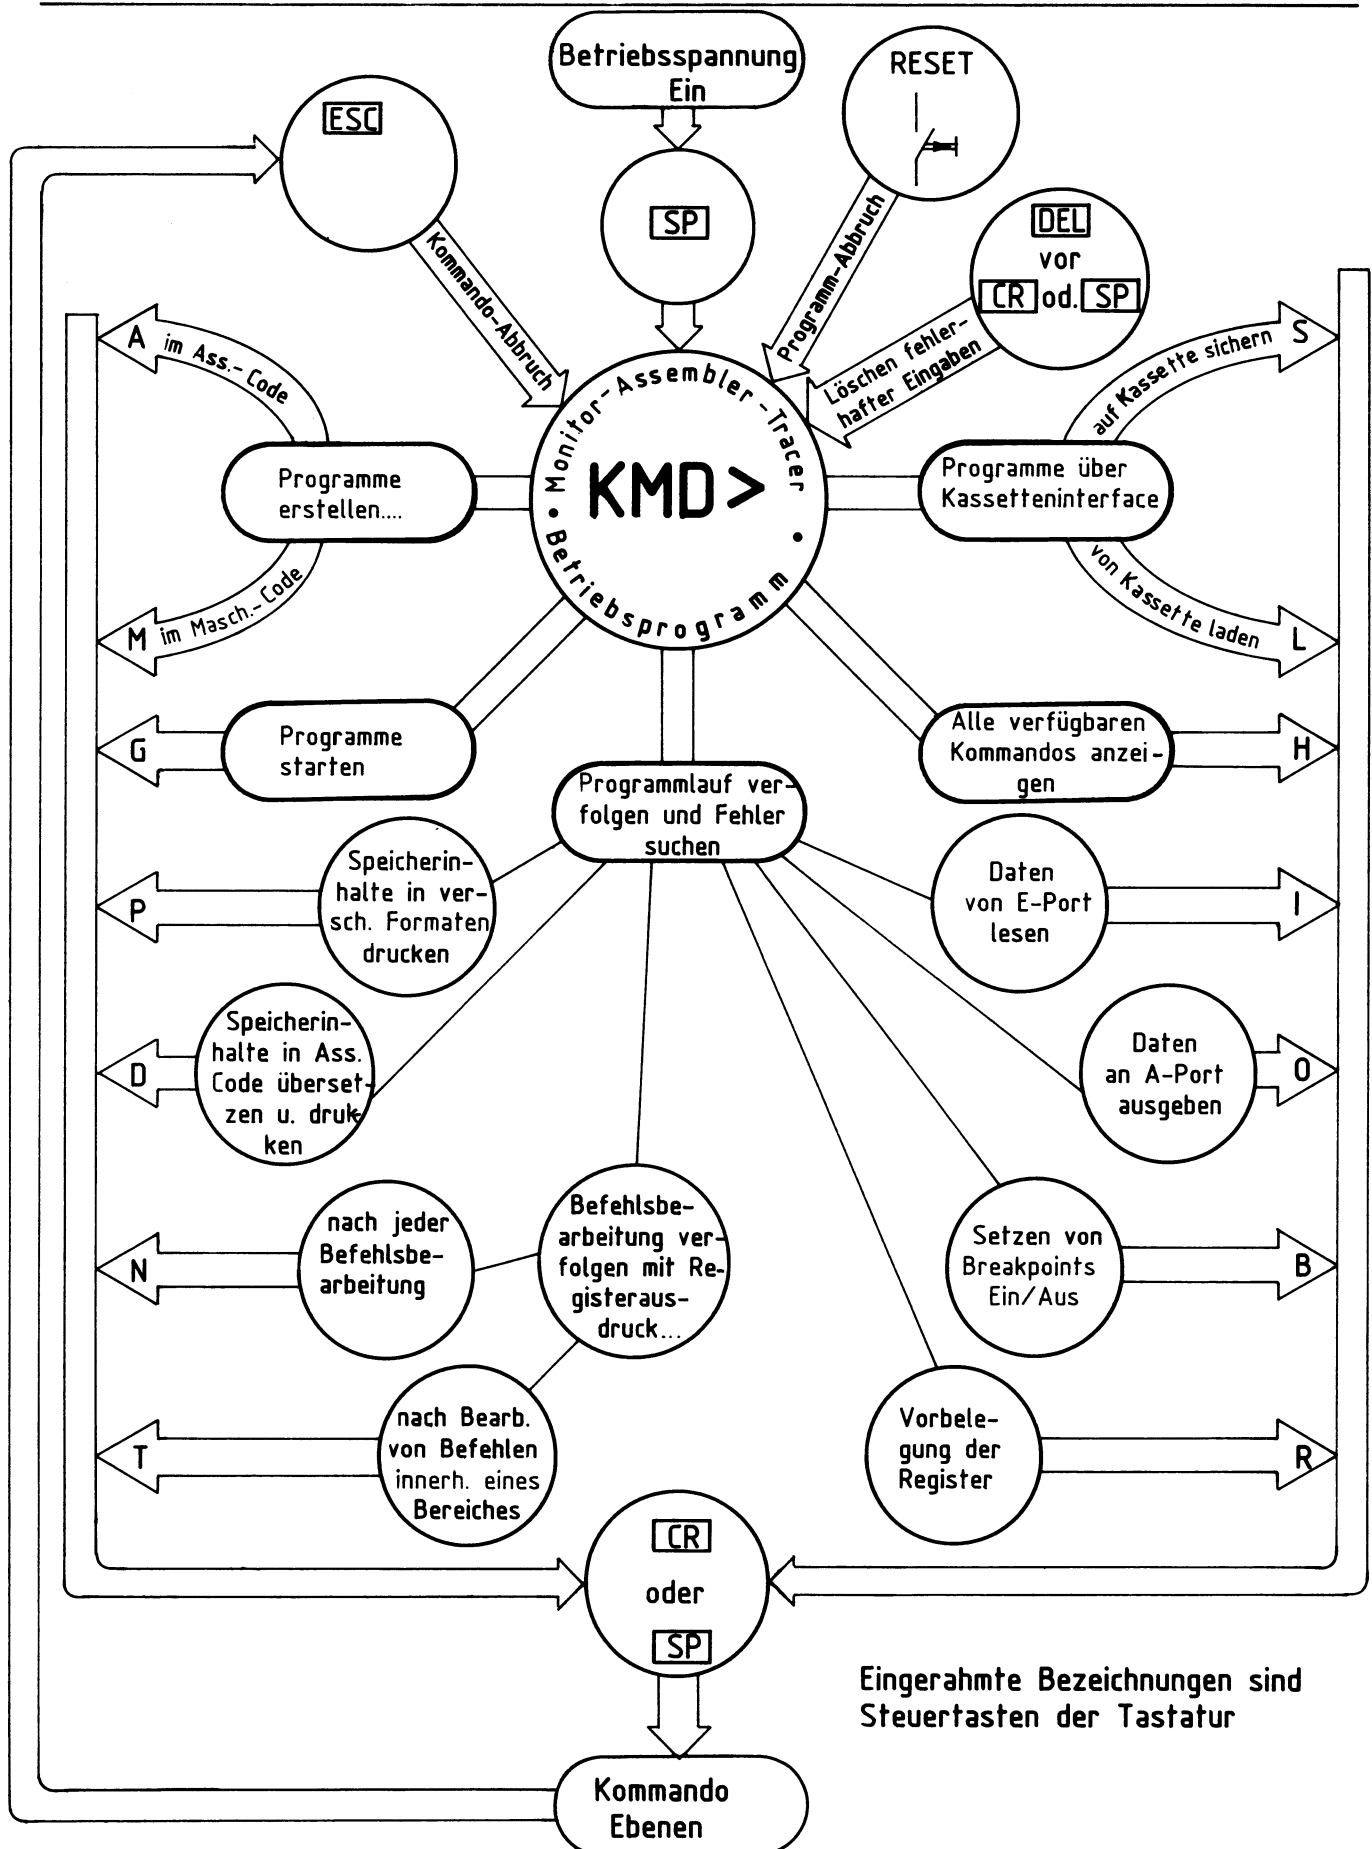 Betriebsspannung
Ein
RESET
ESC
SP
DEL
vor
CR od. SP
Kommando-Abbruch
Programm-Abbruch
Löschen fehler-
hafter Eingaben
A
im Ass.-Code
auf Kassette sichern
S
Monitor-Assembler-Tracer
KMD >
• Betriebsprogramm •
Programme
erstellen....
Programme über
Kassetteninterface
M
im Masch.-Code
von Kassette laden
L
G
Programme
starten
Alle verfügbaren
Kommandos anzei-
gen
H
Programmlauf ver-
folgen und Fehler
suchen
P
Speicherin-
halte in ver-
sch. Formaten
drucken
Daten
von E-Port
lesen
I
D
Speicherin-
halte in Ass.
Code überset-
zen u. druk-
ken
Daten
an A-Port
ausgeben
O
N
nach jeder
Befehlsbe-
arbeitung
Befehlsbe-
arbeitung ver-
folgen mit Re-
gisteraus-
druck...
Setzen von
Breakpoints
Ein/Aus
B
T
nach Bearb.
von Befehlen
innerh. eines
Bereiches
Vorbele-
gung der
Register
R
CR
oder
SP
Eingerahmte Bezeichnungen sind
Steuertasten der Tastatur
Kommando
Ebenen